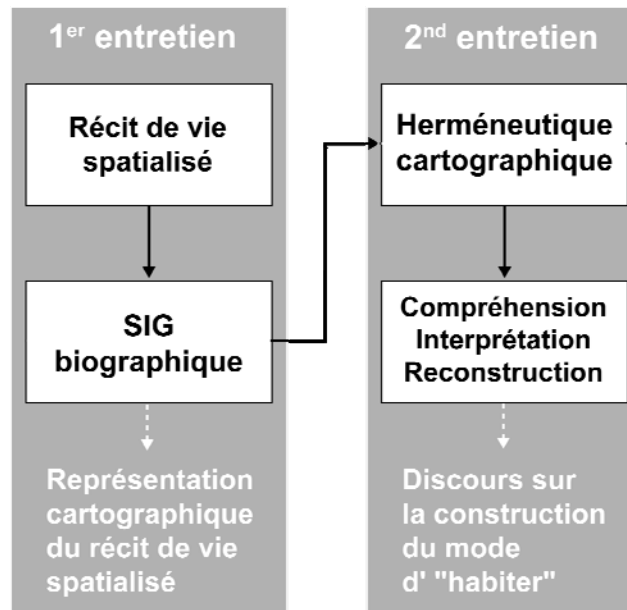 1er entretien
Récit de vie
spatialisé
SIG
biographique
Représentation
cartographique
du récit de vie
spatialisé
2nd entretien
Herméneutique
cartographique
Compréhension
Interprétation
Reconstruction
Discours sur
la construction
du mode
d' "habiter"